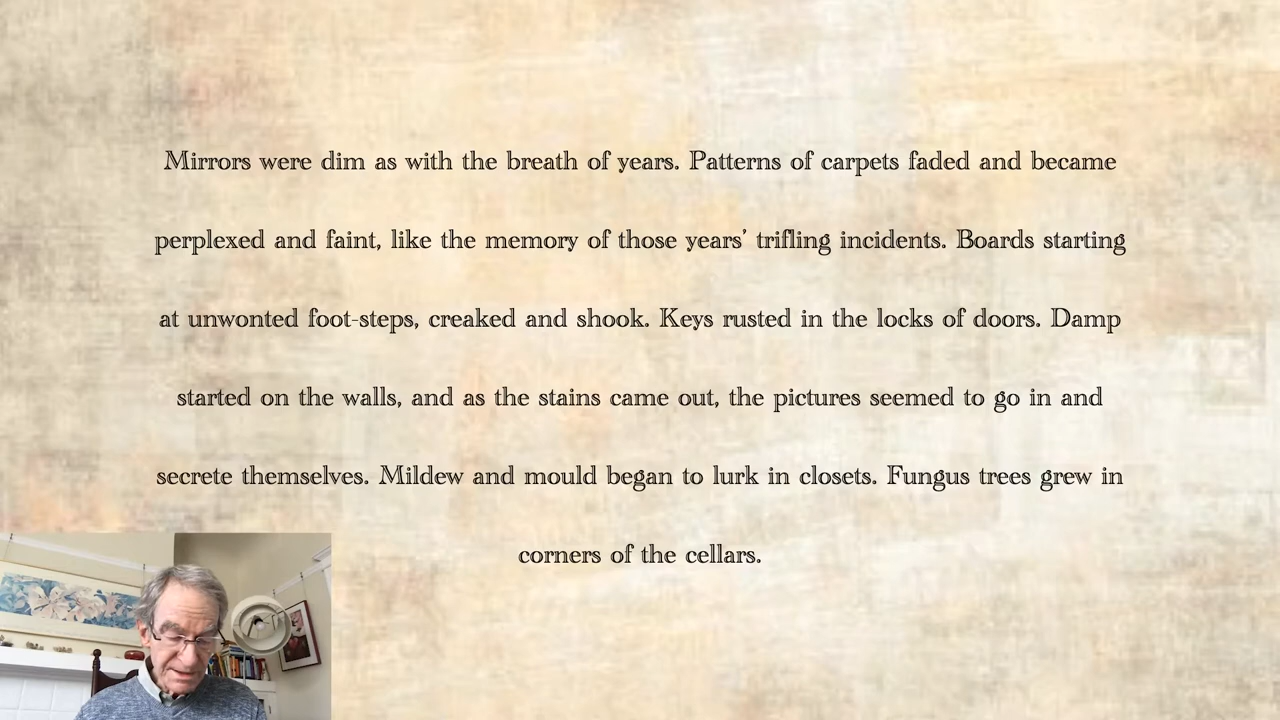 Mirrors were dim as with the breath of years. Patterns of carpets faded and became
perplexed and faint, like the memory of those years’ trifling incidents. Boards starting
at unwonted foot-steps, creaked and shook. Keys rusted in the locks of doors. Damp
started on the walls, and as the stains came out, the pictures seemed to go in and
secrete themselves. Mildew and mould began to lurk in closets. Fungus trees grew in
corners of the cellars.